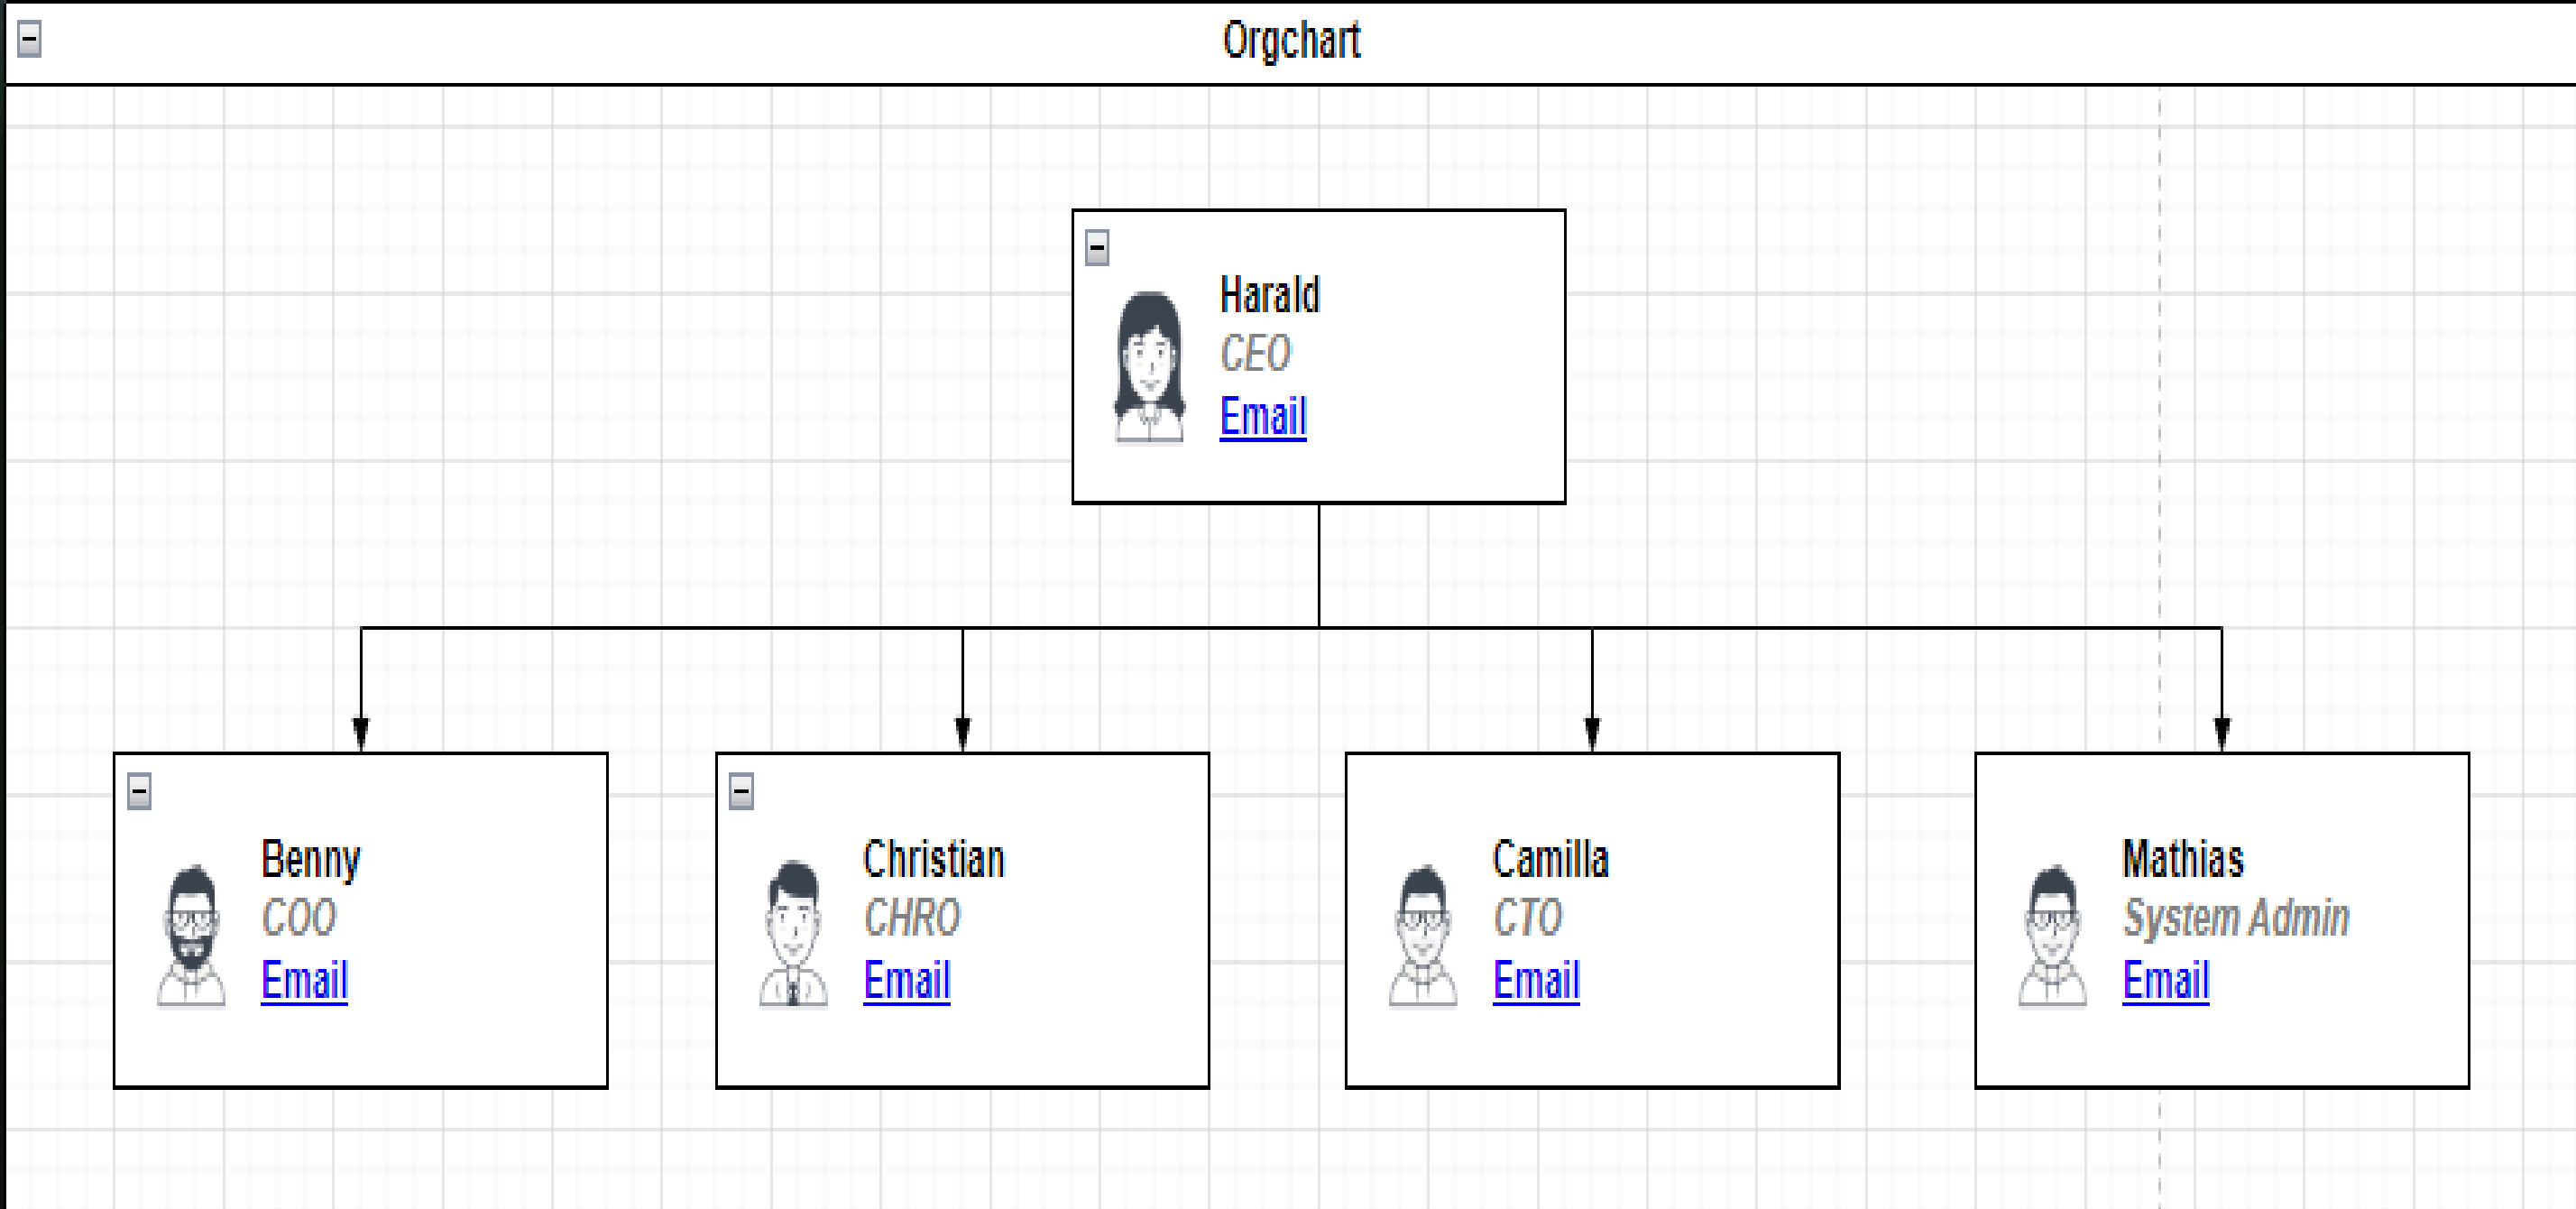 Orgchart
Harald
CEO
Email
Benny
COO
Email
Christian
CHRO
Email
Camilla
CTO
Email
Mathias
System Admin
Email